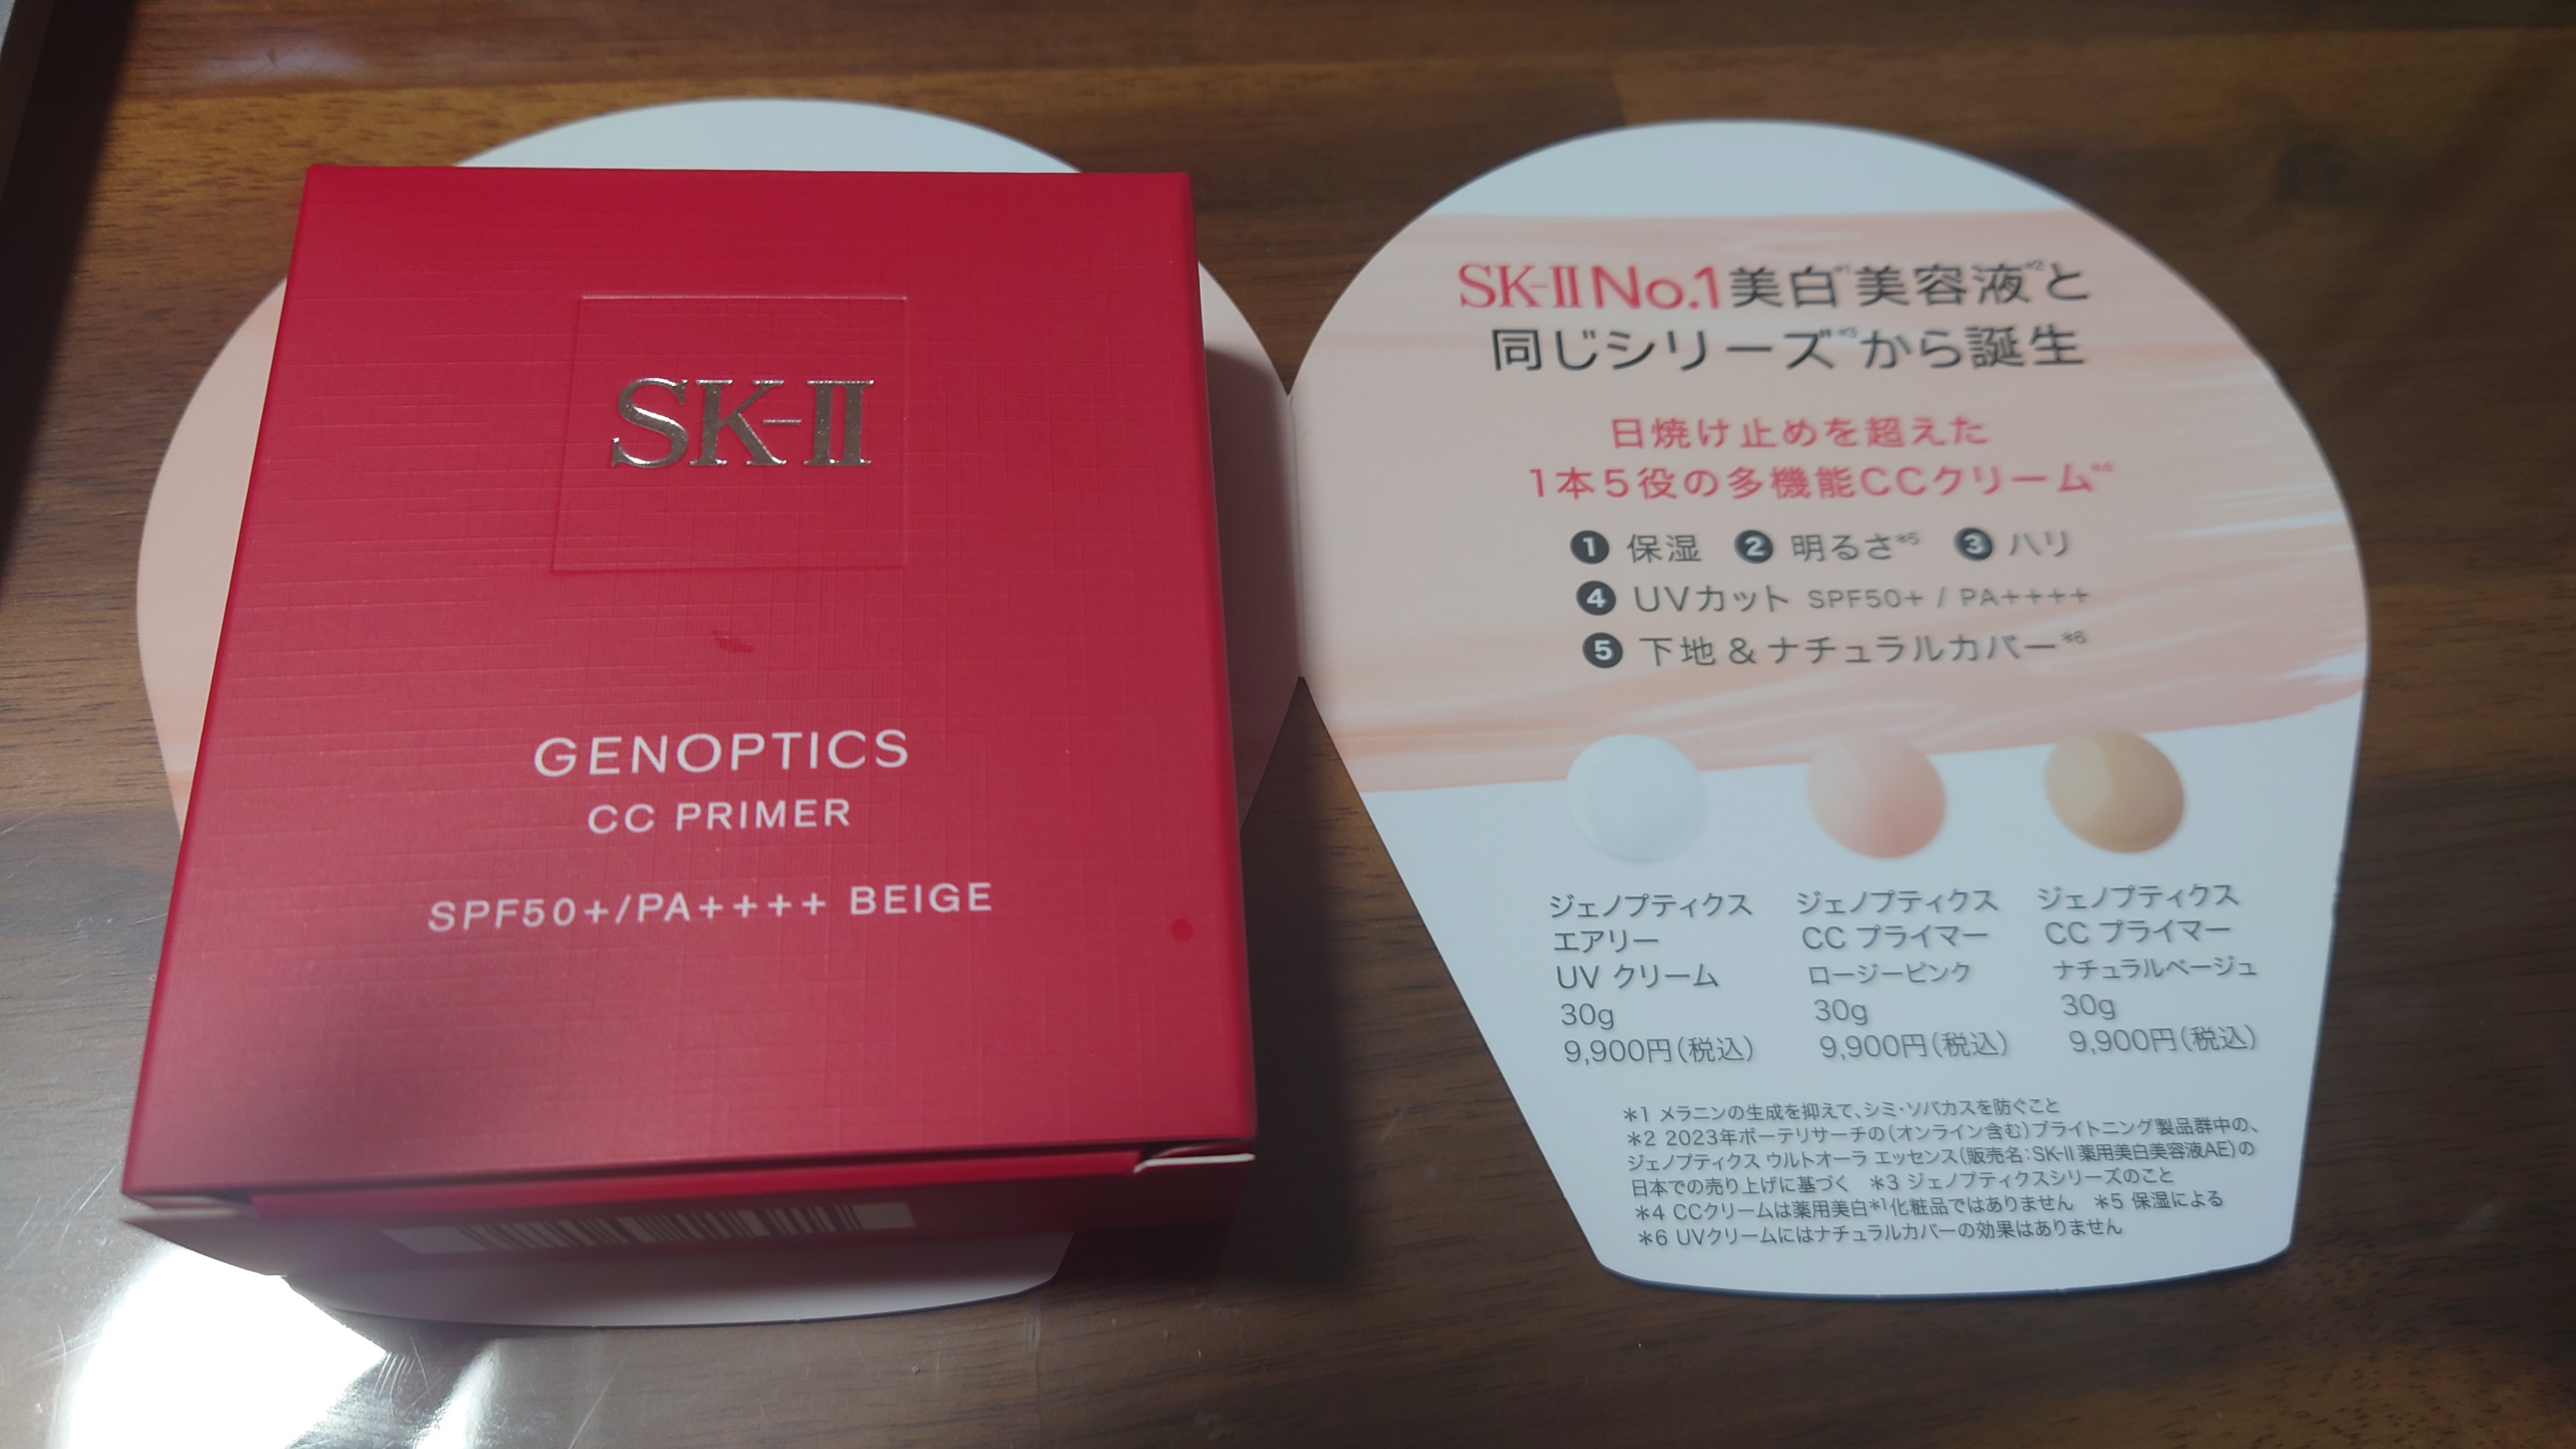 SK-II
GENOPTICS
CC PRIMER
SPF50+/PA++++ BEIGE
SK-II No.1美白*1美容液*2と
同じシリーズ*3から誕生
日焼け止めを超えた
1本5役の多機能CCクリーム*4
❶ 保湿 ❷ 明るさ*5 ❸ ハリ
❹ UVカット SPF50+ / PA++++
❺ 下地 & ナチュラルカバー*6
ジェノプティクス
エアリー
UV クリーム
30g
9,900円(税込)
ジェノプティクス
CC プライマー
ロージーピンク
30g
9,900円(税込)
ジェノプティクス
CC プライマー
ナチュラルベージュ
30g
9,900円(税込)
*1 メラニンの生成を抑えて、シミ・ソバカスを防ぐこと
*2 2023年ボーテリサーチの(オンライン含む)ブライトニング製品群中の、
ジェノプティクス ウルトオーラ エッセンス(販売名:SK-II 薬用美白美容液AE)の
日本での売り上げに基づく *3 ジェノプティクスシリーズのこと
*4 CCクリームは薬用美白*1化粧品ではありません *5 保湿による
*6 UVクリームにはナチュラルカバーの効果はありません